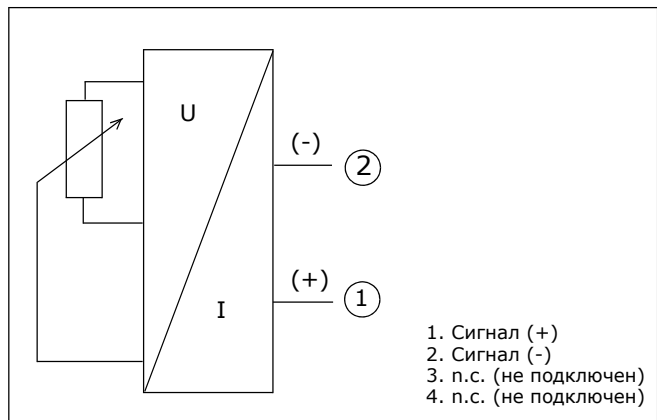 U
(-)
2
(+)
1
I
1. Сигнал (+)
2. Сигнал (-)
3. n.c. (не подключен)
4. n.c. (не подключен)